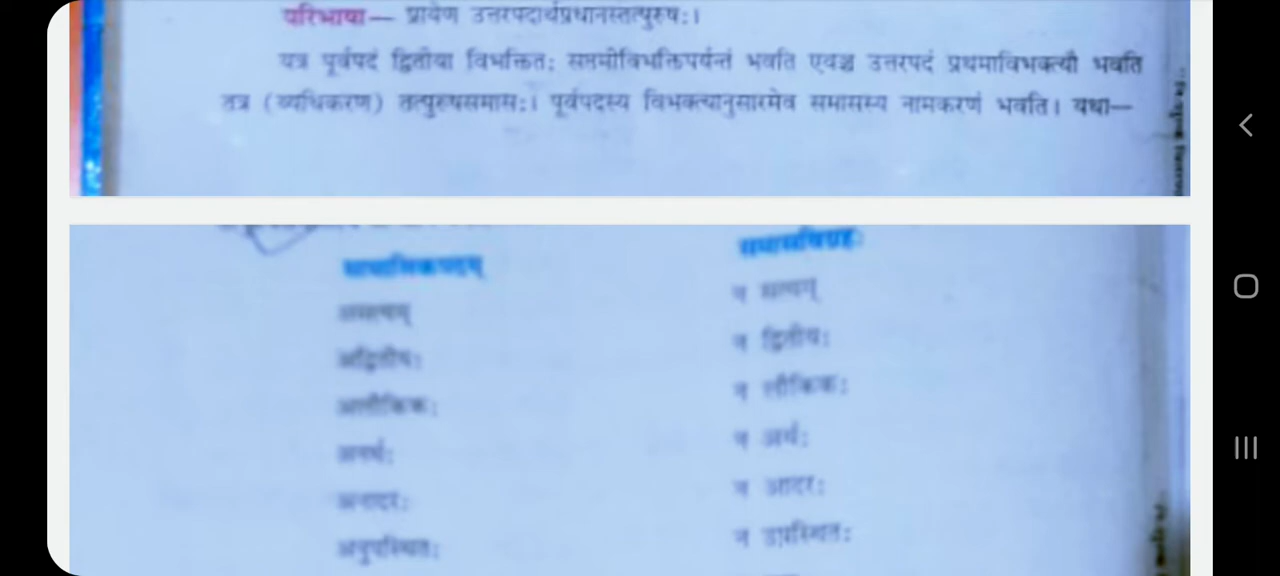 परिभाषा— प्रायेण उत्तरपदार्थप्रधानस्तत्पुरुषः।
यत्र पूर्वपदं द्वितीया विभक्तितः सप्तमीविभक्तिपर्यन्तं भवति एवञ्च उत्तरपदं प्रथमाविभक्त्यौ भवति
तत्र (व्यधिकरण) तत्पुरुषसमासः। पूर्वपदस्य विभक्त्यानुसारमेव समासस्य नामकरणं भवति। यथा—
सामासिकपदम् समासविग्रहः
असत्यम् न सत्यम्
अद्वितीयः न द्वितीयः
अलौकिकः न लौकिकः
अनर्थः न अर्थः
अनादरः न आदरः
अनुपस्थितः न उपस्थितः